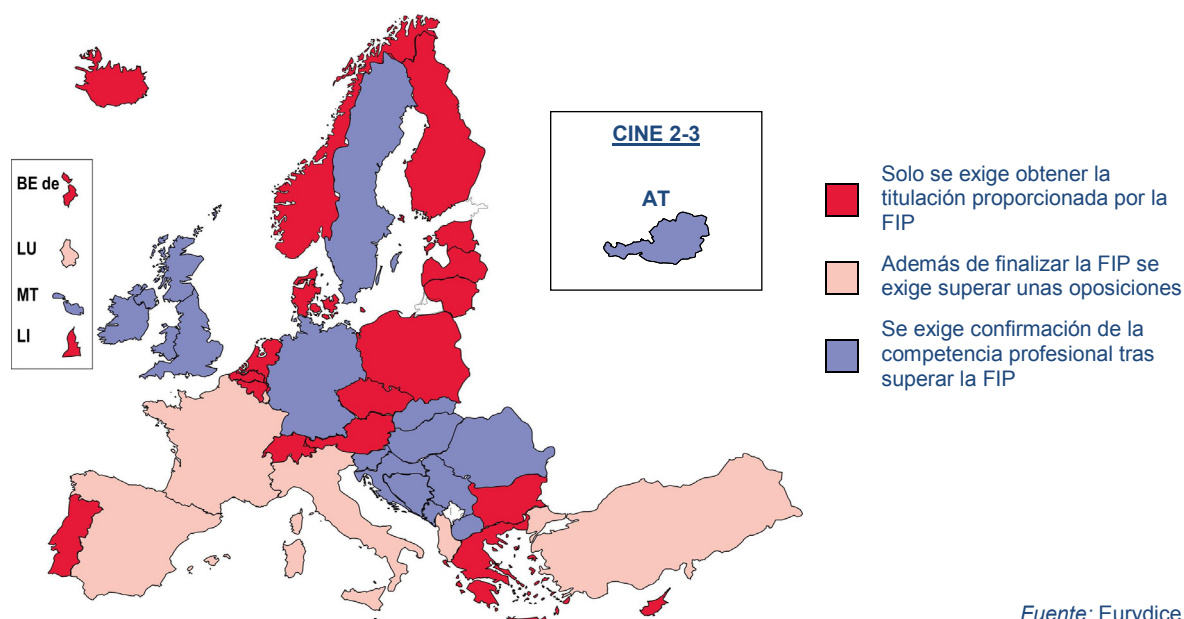 BE de
LU
MT
LI
CINE 2-3
AT
Solo se exige obtener la
titulación proporcionada por la
FIP
Además de finalizar la FIP se
exige superar unas oposiciones
Se exige confirmación de la
competencia profesional tras
superar la FIP
Fuente: Eurydice